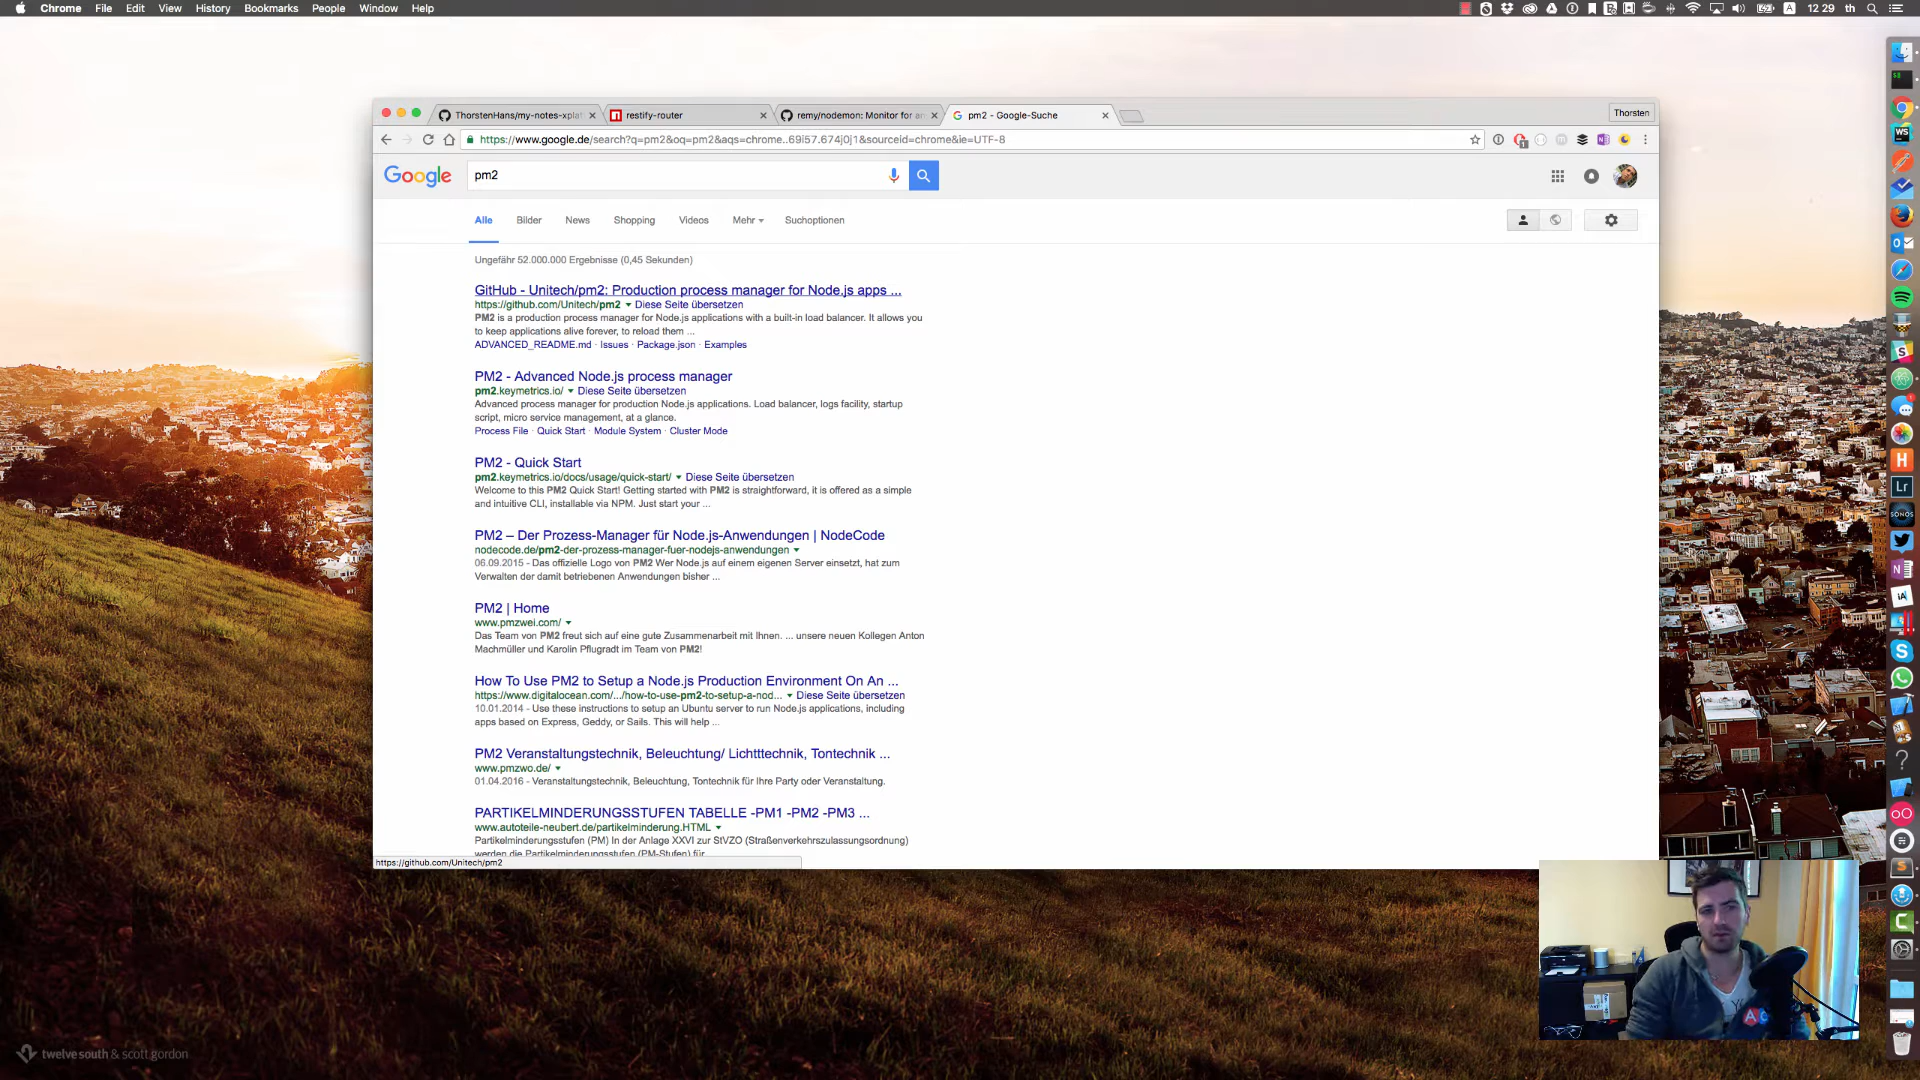 Chrome File Edit View History Bookmarks People Window Help
12 29 th
ThorstenHans/my-notes-xplat
restify-router
remy/nodemon: Monitor for an
pm2 - Google-Suche
Thorsten
https://www.google.de/search?q=pm2&oq=pm2&aqs=chrome..69i57.674j0j1&sourceid=chrome&ie=UTF-8
Google
pm2
Alle Bilder News Shopping Videos Mehr Suchoptionen
Ungefähr 52.000.000 Ergebnisse (0,45 Sekunden)
GitHub - Unitech/pm2: Production process manager for Node.js apps ...
https://github.com/Unitech/pm2 Diese Seite übersetzen
PM2 is a production process manager for Node.js applications with a built-in load balancer. It allows you
to keep applications alive forever, to reload them ...
ADVANCED_README.md · Issues · Package.json · Examples
PM2 - Advanced Node.js process manager
pm2.keymetrics.io/ Diese Seite übersetzen
Advanced process manager for production Node.js applications. Load balancer, logs facility, startup
script, micro service management, at a glance.
Process File · Quick Start · Module System · Cluster Mode
PM2 - Quick Start
pm2.keymetrics.io/docs/usage/quick-start/ Diese Seite übersetzen
Welcome to this PM2 Quick Start! Getting started with PM2 is straightforward, it is offered as a simple
and intuitive CLI, installable via NPM. Just start your ...
PM2 – Der Prozess-Manager für Node.js-Anwendungen | NodeCode
nodecode.de/pm2-der-prozess-manager-fuer-nodejs-anwendungen
06.09.2015 - Das offizielle Logo von PM2 Wer Node.js auf einem eigenen Server einsetzt, hat zum
Verwalten der damit betriebenen Anwendungen bisher ...
PM2 | Home
www.pmzwei.com/
Das Team von PM2 freut sich auf eine gute Zusammenarbeit mit Ihnen. ... unsere neuen Kollegen Anton
Machmüller und Karolin Pflugradt im Team von PM2!
How To Use PM2 to Setup a Node.js Production Environment On An ...
https://www.digitalocean.com/.../how-to-use-pm2-to-setup-a-nod... Diese Seite übersetzen
10.01.2014 - Use these instructions to setup an Ubuntu server to run Node.js applications, including
apps based on Express, Geddy, or Sails. This will help ...
PM2 Veranstaltungstechnik, Beleuchtung/ Lichtttechnik, Tontechnik ...
www.pmzwo.de/
01.04.2016 - Veranstaltungstechnik, Beleuchtung, Tontechnik für Ihre Party oder Veranstaltung.
PARTIKELMINDERUNGSSTUFEN TABELLE -PM1 -PM2 -PM3 ...
www.autoteile-neubert.de/partikelminderung.HTML
Partikelminderungsstufen (PM) In der Anlage XXVI zur StVZO (Straßenverkehrszulassungsordnung)
werden die Partikelminderungsstufen (PM-Stufen) für
https://github.com/Unitech/pm2
WS
Lr
SONOS
iA
twelve south & scott gordon